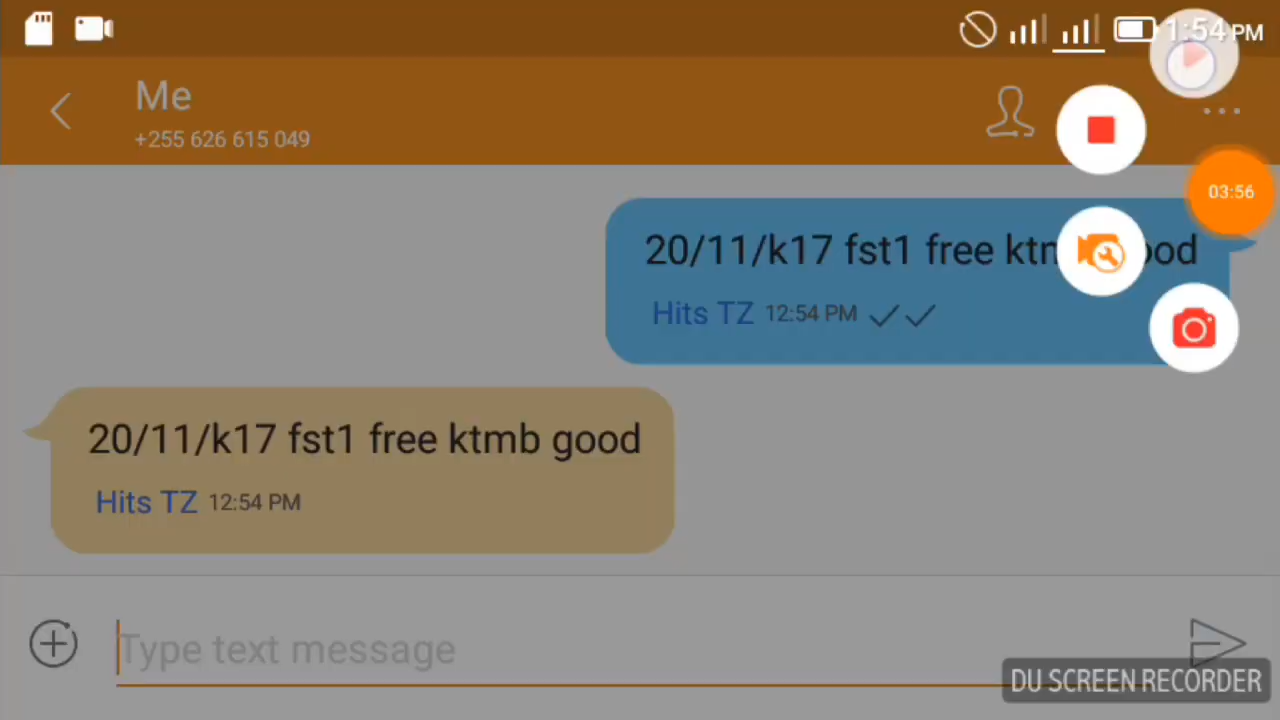 1:54 PM
Me
+255 626 615 049
03:56
20/11/k17 fst1 free ktm ood
Hits TZ 12:54 PM
20/11/k17 fst1 free ktmb good
Hits TZ 12:54 PM
Type text message
DU SCREEN RECORDER